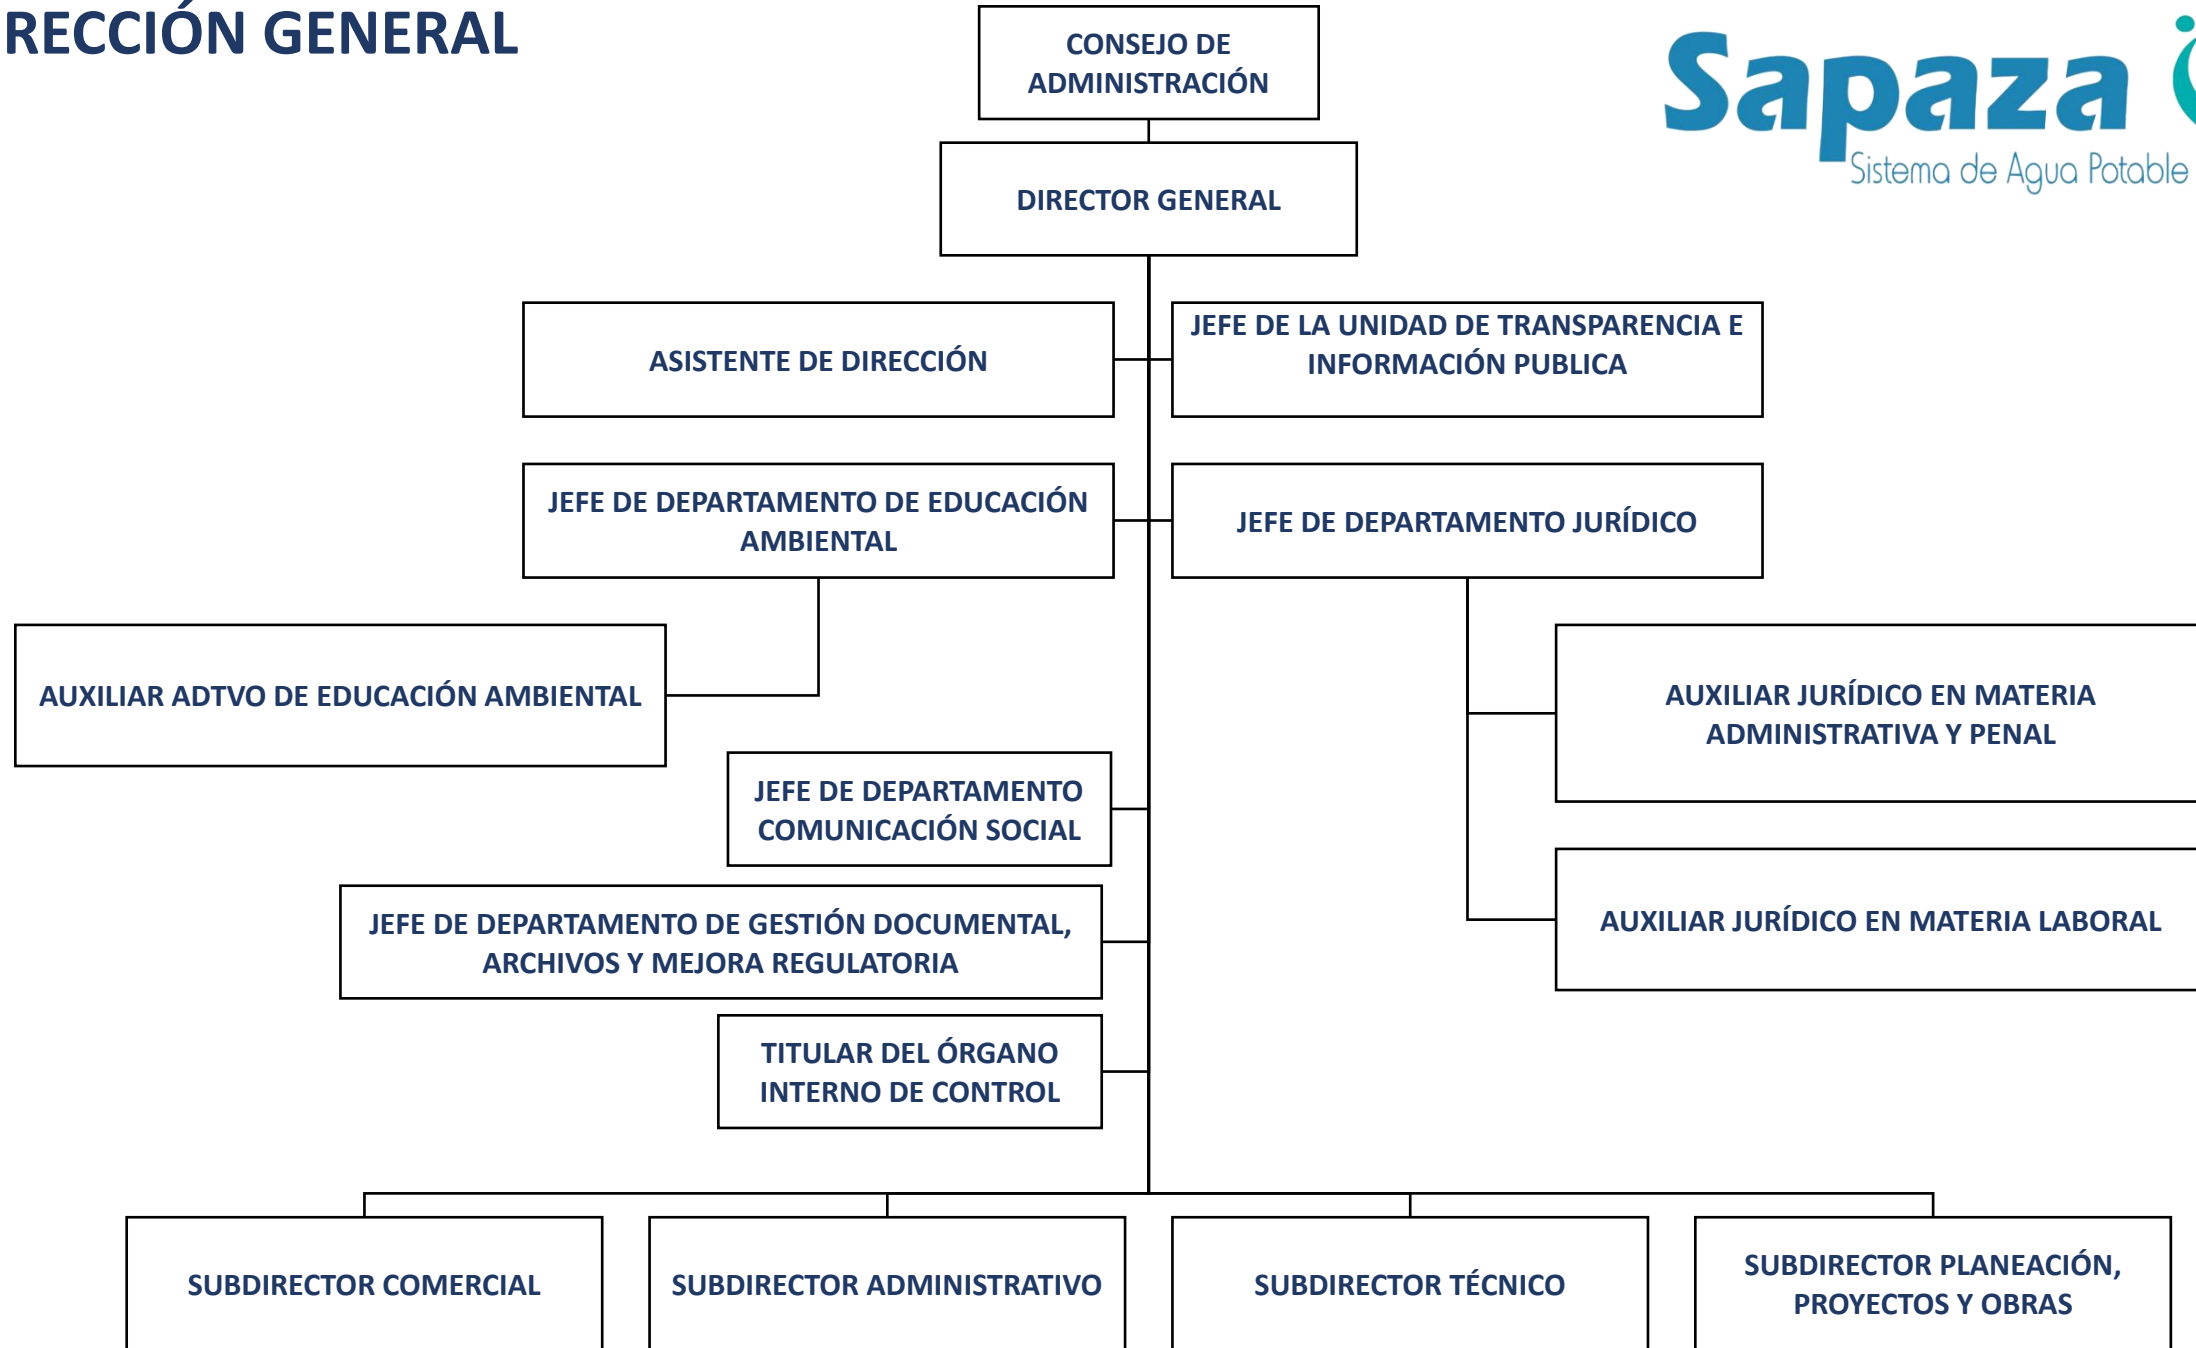 RECCIÓN GENERAL
CONSEJO DE
ADMINISTRACIÓN
Sapaza
Sistema de Agua Potable
DIRECTOR GENERAL
ASISTENTE DE DIRECCIÓN
JEFE DE LA UNIDAD DE TRANSPARENCIA E
INFORMACIÓN PUBLICA
JEFE DE DEPARTAMENTO DE EDUCACIÓN
AMBIENTAL
JEFE DE DEPARTAMENTO JURÍDICO
AUXILIAR ADTVO DE EDUCACIÓN AMBIENTAL
AUXILIAR JURÍDICO EN MATERIA
ADMINISTRATIVA Y PENAL
JEFE DE DEPARTAMENTO
COMUNICACIÓN SOCIAL
AUXILIAR JURÍDICO EN MATERIA LABORAL
JEFE DE DEPARTAMENTO DE GESTIÓN DOCUMENTAL,
ARCHIVOS Y MEJORA REGULATORIA
TITULAR DEL ÓRGANO
INTERNO DE CONTROL
SUBDIRECTOR COMERCIAL
SUBDIRECTOR ADMINISTRATIVO
SUBDIRECTOR TÉCNICO
SUBDIRECTOR PLANEACIÓN,
PROYECTOS Y OBRAS